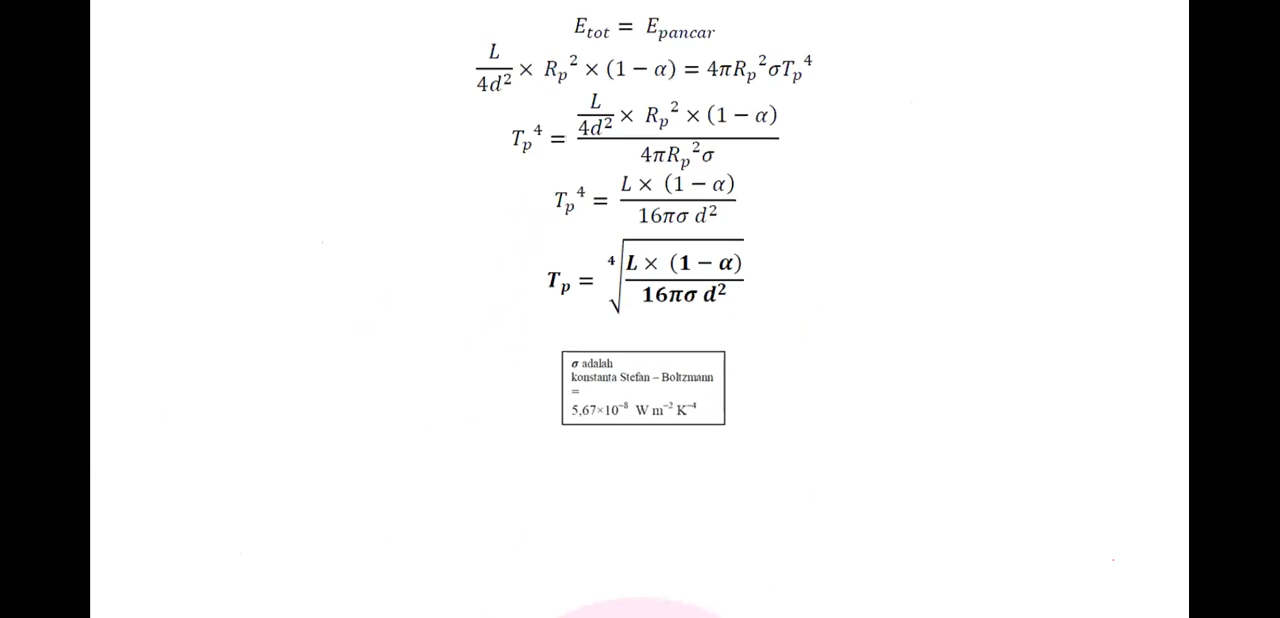 E_tot = E_pancar
L/4d² × R_p² × (1 − α) = 4πR_p²σT_p⁴
T_p⁴ = (L/4d² × R_p² × (1 − α)) / 4πR_p²σ
T_p⁴ = L × (1 − α) / 16πσ d²
T_p = ⁴√(L × (1 − α) / 16πσ d²)
σ adalah
konstanta Stefan – Boltzmann
=
5,67×10⁻⁸ W m⁻² K⁻⁴